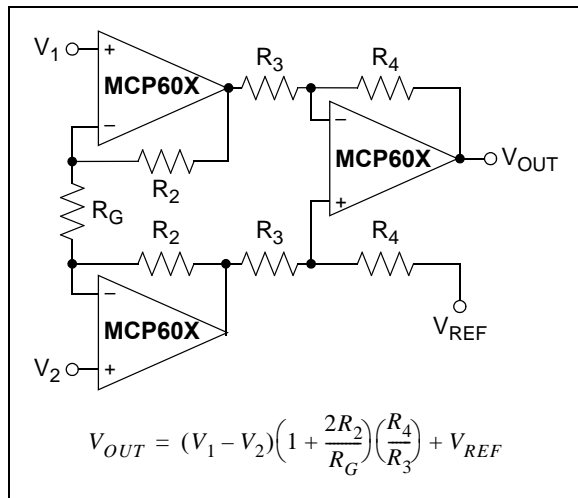 V1
MCP60X
R3
R4
R2
MCP60X
VOUT
RG
R2
R3
R4
MCP60X
V2
VREF
+
−
−
+
−
+
VOUT = (V1 − V2)(1 + 2R2/RG)(R4/R3) + VREF